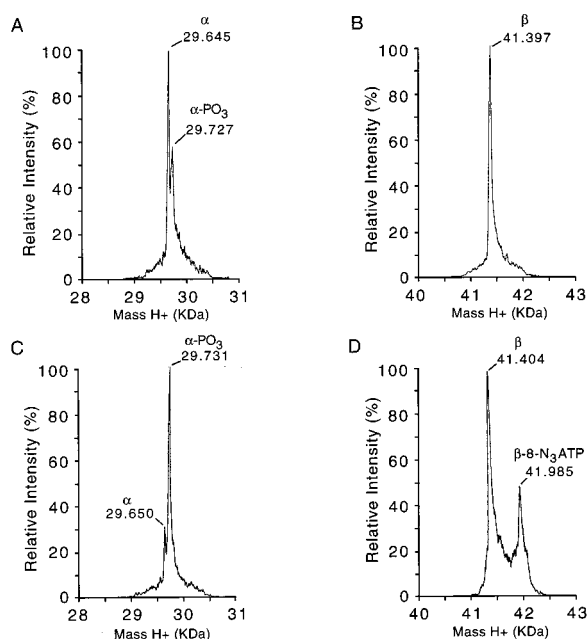 A
α
29.645
α-PO3
29.727
Relative Intensity (%)
100
80
60
40
20
0
28 29 30 31
Mass H+ (KDa)
B
β
41.397
Relative Intensity (%)
100
80
60
40
20
0
40 41 42 43
Mass H+ (KDa)
C
α-PO3
29.731
α
29.650
Relative Intensity (%)
100
80
60
40
20
0
28 29 30 31
Mass H+ (KDa)
D
β
41.404
β-8-N3ATP
41.985
Relative Intensity (%)
100
80
60
40
20
0
40 41 42 43
Mass H+ (KDa)